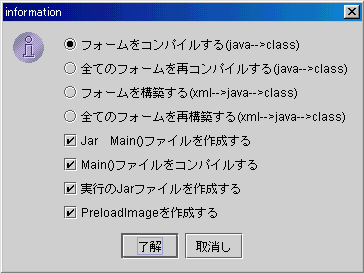 information
フォームをコンパイルする(java-->class)
全てのフォームを再コンパイルする(java-->class)
フォームを構築する(xml-->java-->class)
全てのフォームを再構築する(xml-->java-->class)
Jar　Main()ファイルを作成する
Main()ファイルをコンパイルする
実行のJarファイルを作成する
PreloadImageを作成する
了解 取消し